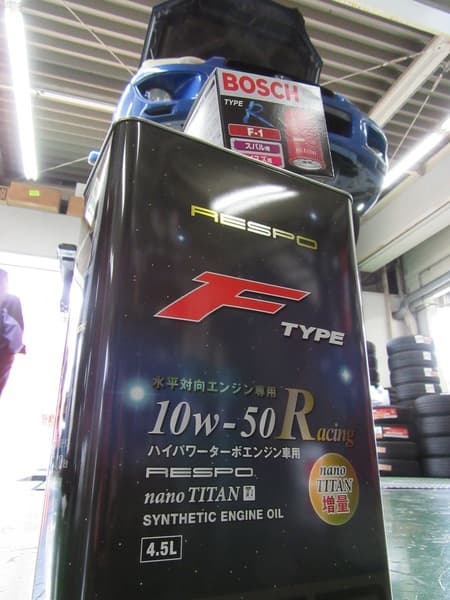 BOSCH
TYPE R
F-1
スバル用
RESPO
F
TYPE
水平対向エンジン専用
10w-50 Racing
ハイパワーターボエンジン車用
RESPO
nano TITAN
SYNTHETIC ENGINE OIL
4.5L
nano
TITAN
増量